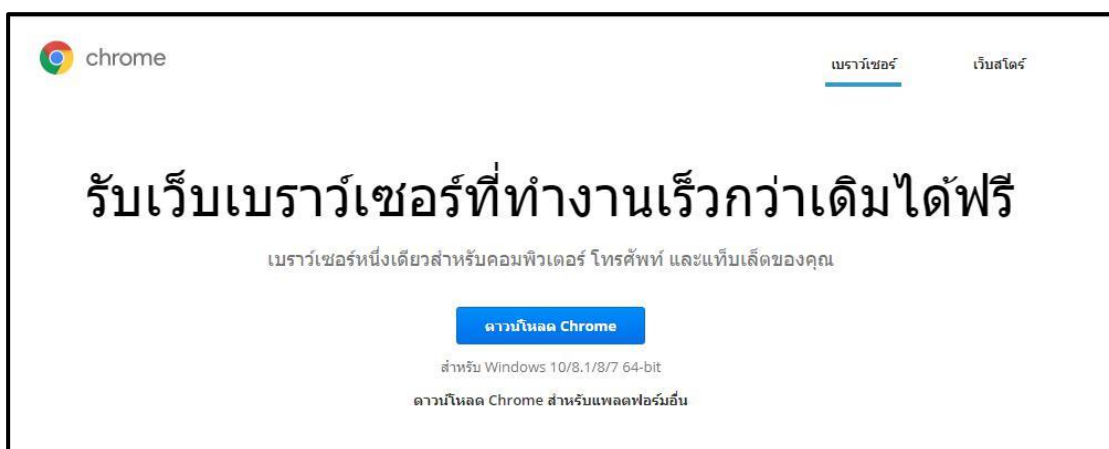 chrome
เบราว์เซอร์ เว็บสโตร์
รับเว็บเบราว์เซอร์ที่ทำงานเร็วกว่าเดิมได้ฟรี
เบราว์เซอร์หนึ่งเดียวสำหรับคอมพิวเตอร์ โทรศัพท์ และแท็บเล็ตของคุณ
ดาวน์โหลด Chrome
สำหรับ Windows 10/8.1/8/7 64-bit
ดาวน์โหลด Chrome สำหรับแพลตฟอร์มอื่น